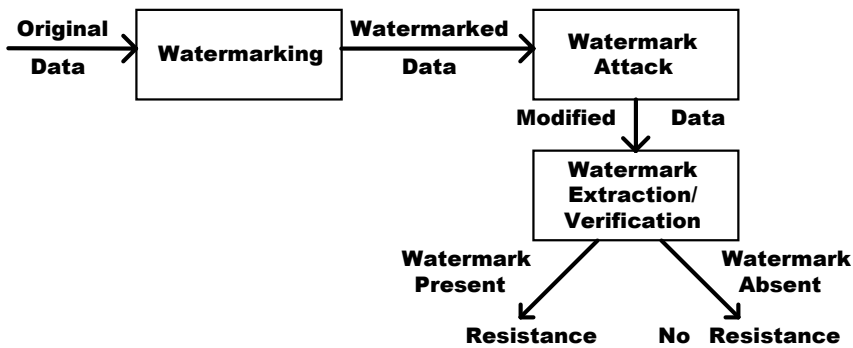 Original
Data
Watermarking
Watermarked
Data
Watermark
Attack
Modified Data
Watermark
Extraction/
Verification
Watermark
Present
Watermark
Absent
Resistance
No Resistance